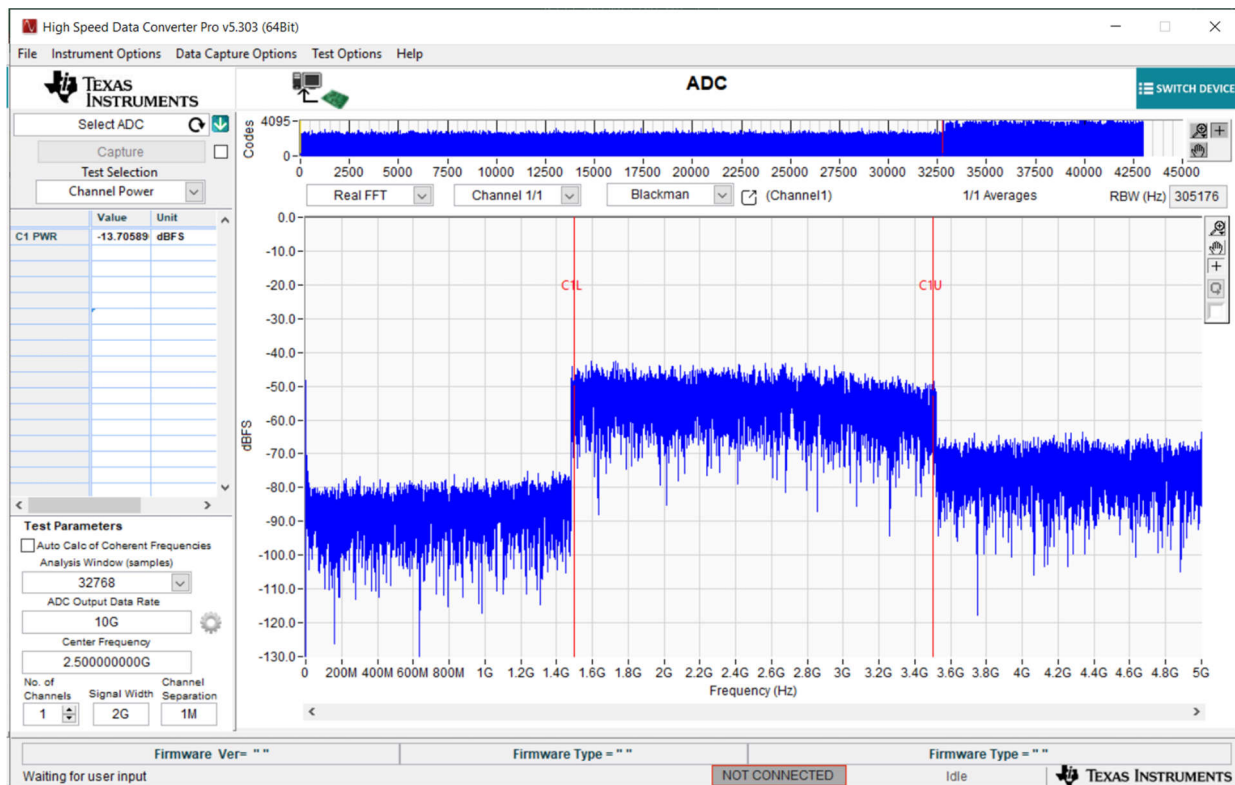 High Speed Data Converter Pro v5.303 (64Bit)
File Instrument Options Data Capture Options Test Options Help
TEXAS
INSTRUMENTS
ADC
SWITCH DEVICE
Select ADC
Capture
Test Selection
Channel Power
Value Unit
C1 PWR -13.70589 dBFS
Codes
4095
0
0 2500 5000 7500 10000 12500 15000 17500 20000 22500 25000 27500 30000 32500 35000 37500 40000 42500 45000
Real FFT Channel 1/1 Blackman (Channel1) 1/1 Averages RBW (Hz) 305176
0.0
-10.0
-20.0
-30.0
-40.0
-50.0
-60.0
-70.0
-80.0
-90.0
-100.0
-110.0
-120.0
-130.0
dBFS
C1L
C1U
0 200M 400M 600M 800M 1G 1.2G 1.4G 1.6G 1.8G 2G 2.2G 2.4G 2.6G 2.8G 3G 3.2G 3.4G 3.6G 3.8G 4G 4.2G 4.4G 4.6G 4.8G 5G
Frequency (Hz)
Test Parameters
Auto Calc of Coherent Frequencies
Analysis Window (samples)
32768
ADC Output Data Rate
10G
Center Frequency
2.500000000G
No. of Channels
Signal Width
Channel Separation
1 2G 1M
Firmware Ver= " " Firmware Type = " " Firmware Type = " "
Waiting for user input NOT CONNECTED Idle TEXAS INSTRUMENTS